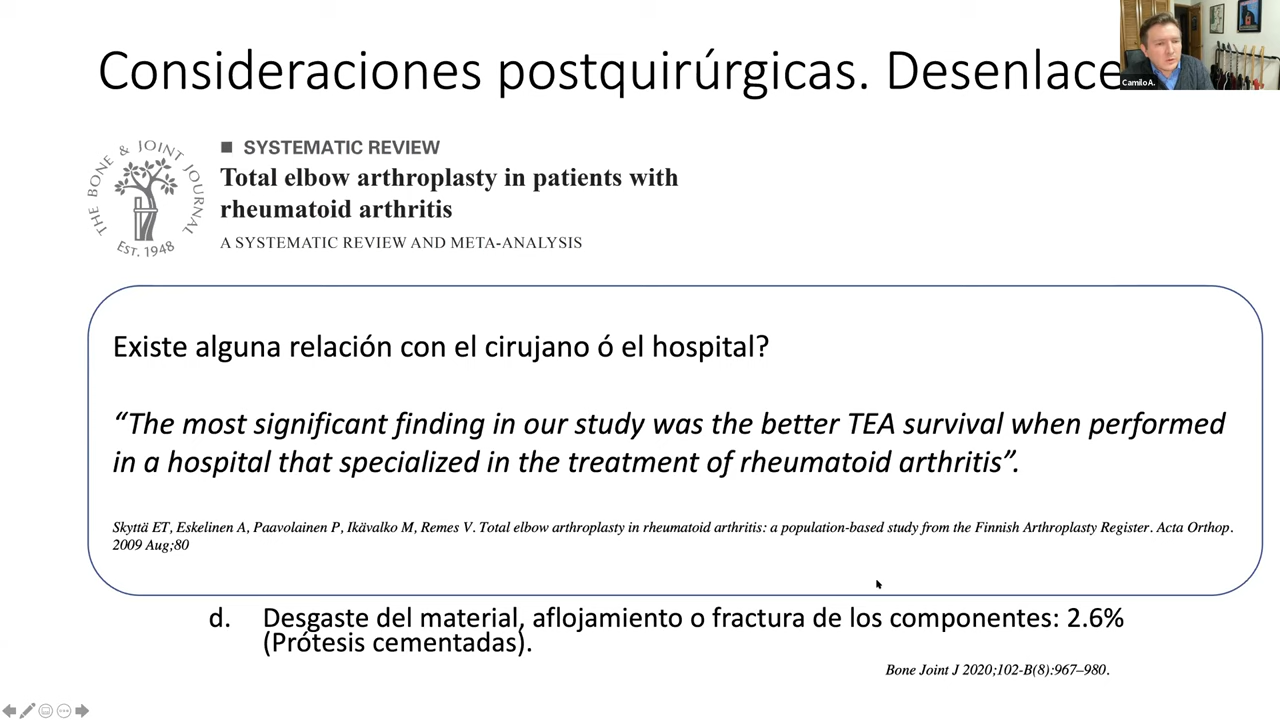 Consideraciones postquirúrgicas. Desenlace
Camilo A.
THE BONE & JOINT JOURNAL
EST. 1948
■ SYSTEMATIC REVIEW
Total elbow arthroplasty in patients with
rheumatoid arthritis
A SYSTEMATIC REVIEW AND META-ANALYSIS
Existe alguna relación con el cirujano ó el hospital?
“The most significant finding in our study was the better TEA survival when performed
in a hospital that specialized in the treatment of rheumatoid arthritis”.
Skyttä ET, Eskelinen A, Paavolainen P, Ikävalko M, Remes V. Total elbow arthroplasty in rheumatoid arthritis: a population-based study from the Finnish Arthroplasty Register. Acta Orthop.
2009 Aug;80
d. Desgaste del material, aflojamiento o fractura de los componentes: 2.6%
(Prótesis cementadas).
Bone Joint J 2020;102-B(8):967–980.